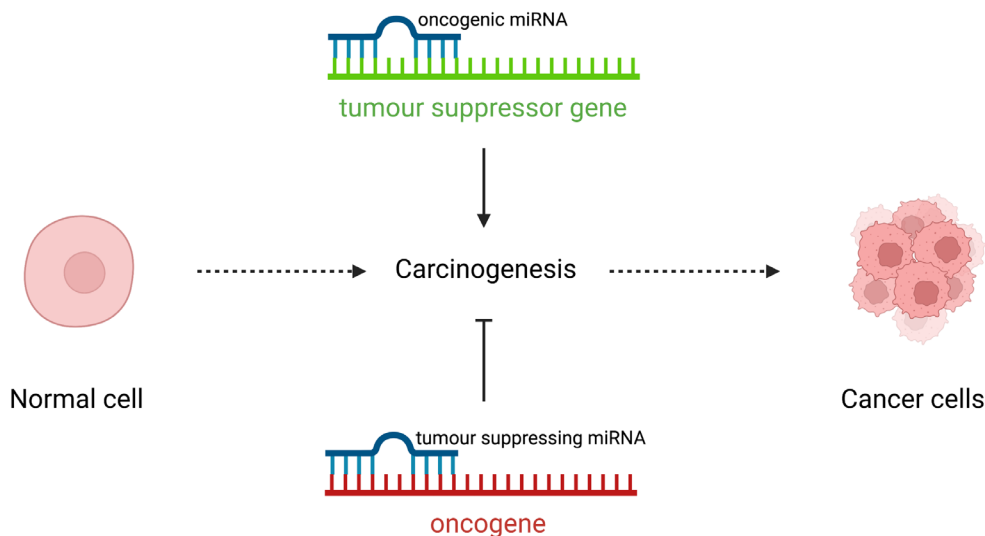 oncogenic miRNA
tumour suppressor gene
Carcinogenesis
Normal cell
Cancer cells
tumour suppressing miRNA
oncogene